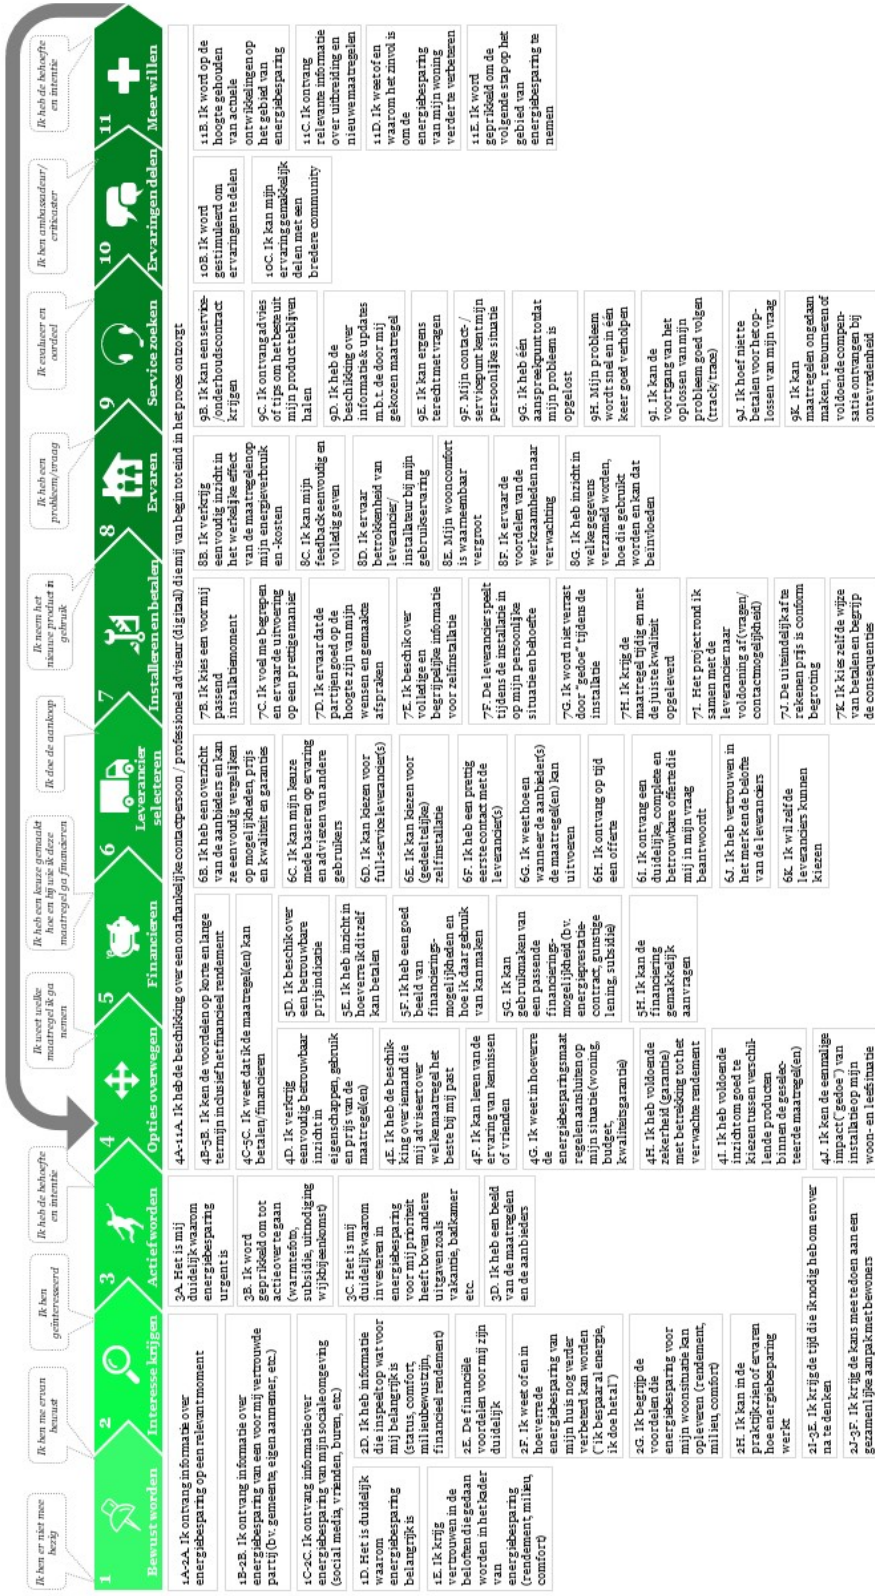 Ik ben er niet mee
bezig
Ik ben me ervan
bewust
Ik ben
geïnteresseerd
Ik heb de behoefte
en intentie
Ik weet welke
maatregel ik ga
nemen
Ik heb een keuze gemaakt
hoe en bij wie ik deze
maatregel ga financieren
Ik doe de aankoop
Ik neem het
nieuwe product in
gebruik
Ik heb een
probleem/vraag
Ik evalueer en
oordeel
Ik ben ambassadeur/
criticaster
Ik heb de behoefte
en intentie
1
Bewust worden
2
Interesse krijgen
3
Actief worden
4
Opties overwegen
5
Financieren
6
Leverancier
selecteren
7
Installeren en betalen
8
Ervaren
9
Service zoeken
10
Ervaringen delen
11
Meer willen
1A-2A. Ik ontvang informatie over
energiebesparing op een relevant moment
1B-2B. Ik ontvang informatie over
energiebesparing van een voor mij vertrouwde
partij (bv. gemeente, eigen aannemer, etc.)
1C-2C. Ik ontvang informatie over
energiebesparing van mijn sociale omgeving
(social media, vrienden, buren, etc)
1D. Het is duidelijk
waarom
energiebesparing
belangrijk is
1E. Ik krijg
vertrouwen in de
beloften die gedaan
worden in het kader
van
energiebesparing
(rendement, milieu,
comfort)
2D. Ik heb informatie
die inspeelt op wat voor
mij belangrijk is
(status, comfort,
milieubewustzijn,
financieel rendement)
2E. De financiële
voordelen voor mij zijn
duidelijk
2F. Ik weet of en in
hoeverre de
energiebesparing van
mijn huis nog verder
verbeterd kan worden
(¨ik bespaar al energie,
ik doe het al¨)
2G. Ik begrijp de
voordelen die
energiebesparing voor
mijn woonsituatie kan
opleveren (rendement,
milieu, comfort)
2H. Ik kan in de
praktijk zien of ervaren
hoe energiebesparing
werkt
2I-3E. Ik krijg de tijd die ik nodig heb om erover
na te denken
2J-3F. Ik krijg de kans mee te doen aan een
gezamenlijke aanpak met bewoners
3A. Het is mij
duidelijk waarom
energiebesparing
urgent is
3B. Ik word
geprikkeld om tot
actie over te gaan
(warmtefoto,
subsidie, uitnodiging
wijkbijeenkomst)
3C. Het is mij
duidelijk waarom
investeren in
energiebesparing
voor mij prioriteit
heeft boven andere
uitgaven zoals
vakantie, badkamer
etc.
3D. Ik heb een beeld
van de maatregelen
en de aanbieders
4A-11A. Ik heb de beschikking over een onafhankelijke contactpersoon / professioneel adviseur (digitaal) die mij van begin tot eind in het proces ontzorgt
4B-5B. Ik ken de voordelen op korte en lange
termijn inclusief het financieel rendement
4C-5C. Ik weet dat ik de maatregel(en) kan
betalen/financieren
4D. Ik verkrijg
eenvoudig betrouwbaar
inzicht in
eigenschappen, gebruik
en prijs van de
maatregel(en)
4E. Ik heb de beschik-
king over iemand die
mij adviseert over
welke maatregel het
beste bij mij past
4F. Ik kan leren van de
ervaring van kennissen
of vrienden
4G. Ik weet in hoeverre
de
energiebesparingsmaat
regelen aansluiten op
mijn situatie (woning,
budget,
kwaliteitsgarantie)
4H. Ik heb voldoende
zekerheid (garantie)
met betrekking tot het
verwachte rendement
4I. Ik heb voldoende
inzicht om goed te
kiezen tussen verschil-
lende producten
binnen de geselec-
teerde maatregel(en)
4J. Ik ken de eenmalige
impact(¨gedoe¨) van
installatie op mijn
woon- en leefsituatie
5D. Ik beschik over
een betrouwbare
prijsindicatie
5E. Ik heb inzicht in
hoeverre ik dit zelf
kan betalen
5F. Ik heb een goed
beeld van
financierings-
mogelijkheden en
hoe ik daar gebruik
van kan maken
5G. Ik kan
gebruikmaken van
een passende
financierings-
mogelijkheid (bv.
energieprestatie-
contract, gunstige
lening, subsidie)
5H. Ik kan de
financiering
gemakkelijk
aanvragen
6B. Ik heb een overzicht
van de aanbieders en kan
ze eenvoudig vergelijken
op mogelijkheden, prijs
en kwaliteit en garanties
6C. Ik kan mijn keuze
mede baseren op ervaring
en adviezen van andere
gebruikers
6D. Ik kan kiezen voor
full-service leverancier(s)
6E. Ik kan kiezen voor
(gedeeltelijke)
zelfinstallatie
6F. Ik heb een prettig
eerste contact met de
leverancier(s)
6G. Ik weet hoe en
wanneer de aanbieder(s)
de maatregel(en) kan
uitvoeren
6H. Ik ontvang op tijd
een offerte
6I. Ik ontvang een
duidelijke, complete en
betrouwbare offerte die
mij in mijn vraag
beantwoordt
6J. Ik heb vertrouwen in
het merk en de belofte
van de leveranciers
6K. Ik wil zelf de
leveranciers kunnen
kiezen
7B. Ik kies een voor mij
passend
installatiemoment
7C. Ik voel me begrepen
en ervaar de uitvoering
op een prettige manier
7D. Ik ervaar dat de
partijen goed op de
hoogte zijn van mijn
wensen en gemaakte
afspraken
7E. Ik beschik over
volledige en
begrijpelijke informatie
voor zelfinstallatie
7F. De leverancier speelt
tijdens de installatie in
op mijn persoonlijke
situatie en behoefte
7G. Ik word niet verrast
door ¨gedoe¨ tijdens de
installatie
7H. Ik krijg de
maatregel tijdig en met
de juiste kwaliteit
opgeleverd
7I. Het project rond ik
samen met de
leverancier naar
voldoening af (vragen/
contactmogelijkheid)
7J. De uiteindelijk af te
rekenen prijs is conform
begroting
7K. Ik kies zelf de wijze
van betalen en begrijp
de consequenties
8B. Ik verkrijg
eenvoudig inzicht in
het werkelijke effect
van de maatregelen op
mijn energieverbruik
en -kosten
8C. Ik kan mijn
feedback eenvoudig en
volledig geven
8D. Ik ervaar
betrokkenheid van
leverancier/
installateur bij mijn
gebruikservaring
8E. Mijn wooncomfort
is waarneembaar
vergroot
8F. Ik ervaar de
voordelen van de
werkzaamheden naar
verwachting
8G. Ik heb inzicht in
welke gegevens
verzameld worden,
hoe die gebruikt
worden en kan dat
beïnvloeden
9B. Ik kan een service-
/onderhoudscontract
krijgen
9C. Ik ontvang advies
of tips om het beste uit
mijn product te blijven
halen
9D. Ik heb de
beschikking over
informatie & updates
m.b.t. de door mij
gekozen maatregel
9E. Ik kan ergens
terecht met vragen
9F. Mijn contact-/
servicepunt kent mijn
persoonlijke situatie
9G. Ik heb één
aanspreekpunt totdat
mijn probleem is
opgelost
9H. Mijn probleem
wordt snel en in één
keer goed verholpen
9I. Ik kan de
voortgang van het
oplossen van mijn
probleem goed volgen
(track/trace)
9J. Ik hoef niet te
betalen voor het op-
lossen van mijn vraag
9K. Ik kan
maatregelen ongedaan
maken, retourneren of
voldoende compen-
satie ontvangen bij
ontevredenheid
10B. Ik word
gestimuleerd om
ervaringen te delen
10C. Ik kan mijn
ervaring gemakkelijk
delen met een
bredere community
11B. Ik word op de
hoogte gehouden
van actuele
ontwikkelingen op
het gebied van
energiebesparing
11C. Ik ontvang
relevante informatie
over uitbreiding en
nieuwe maatregelen
11D. Ik weet of en
waarom het zinvol is
om de
energiebesparing
van mijn woning
verder te verbeteren
11E. Ik word
geprikkeld om de
volgende stap op het
gebied van
energiebesparing te
nemen